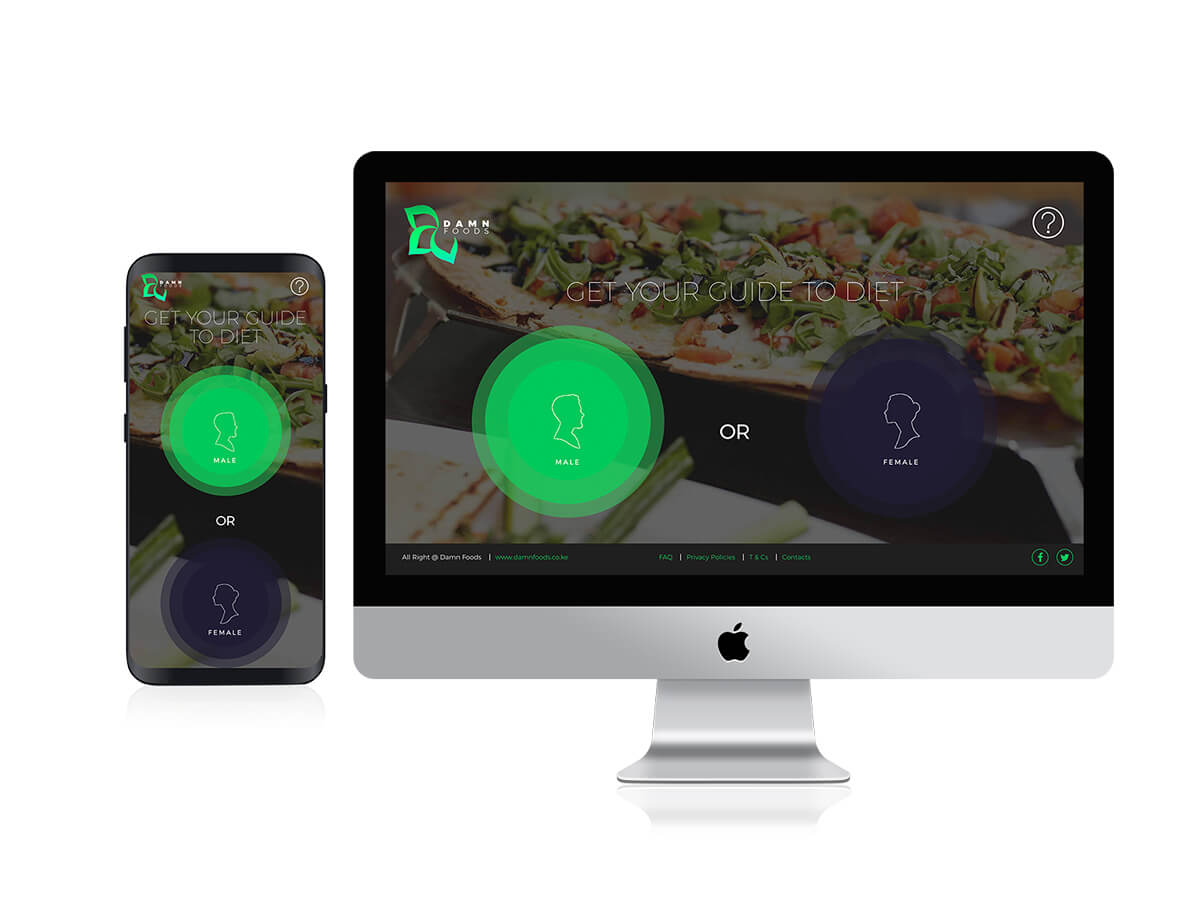 DAMN
FOODS
GET YOUR GUIDE
TO DIET
MALE
OR
FEMALE
DAMN
FOODS
GET YOUR GUIDE TO DIET
MALE
OR
FEMALE
All Right @ Damn Foods | www.damnfoods.co.ke
FAQ | Privacy Policies | T & Cs | Contacts